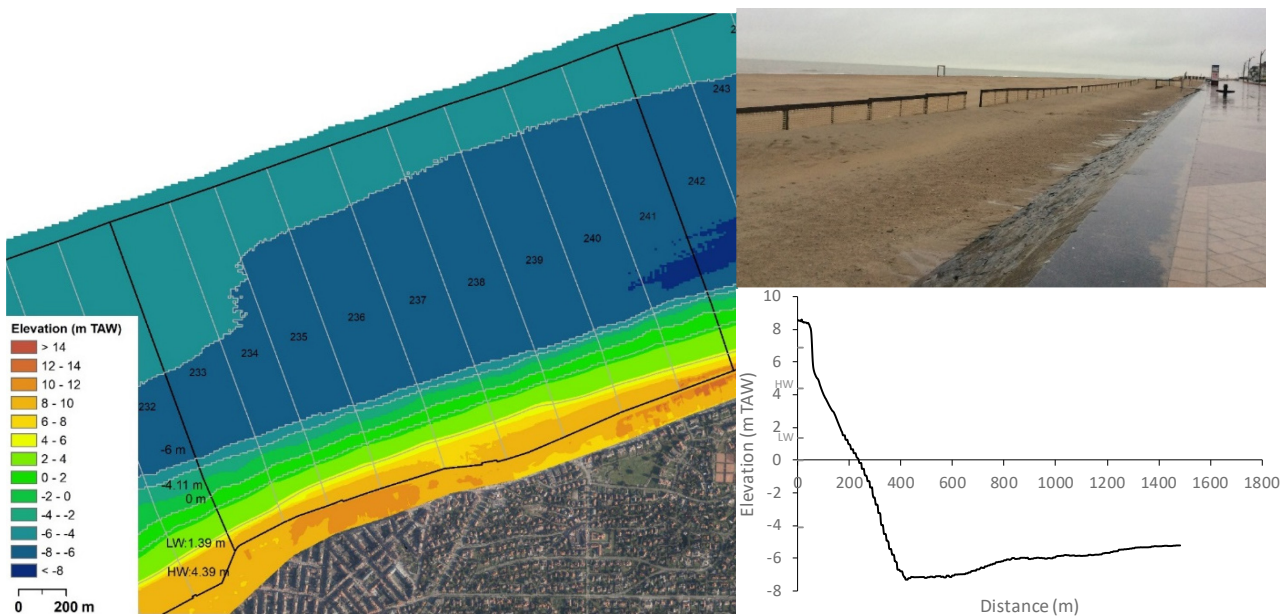 2
243
242
241
240
239
238
237
236
235
234
233
232
-6 m
-4.11 m
0 m
LW:1.39 m
HW:4.39 m
Elevation (m TAW)
> 14
12 - 14
10 - 12
8 - 10
6 - 8
4 - 6
2 - 4
0 - 2
-2 - 0
-4 - -2
-6 - -4
-8 - -6
< -8
0 200 m
Elevation (m TAW)
10
8
6
HW
4
2
LW
0
-2
-4
-6
-8
0 200 400 600 800 1000 1200 1400 1600 1800
Distance (m)